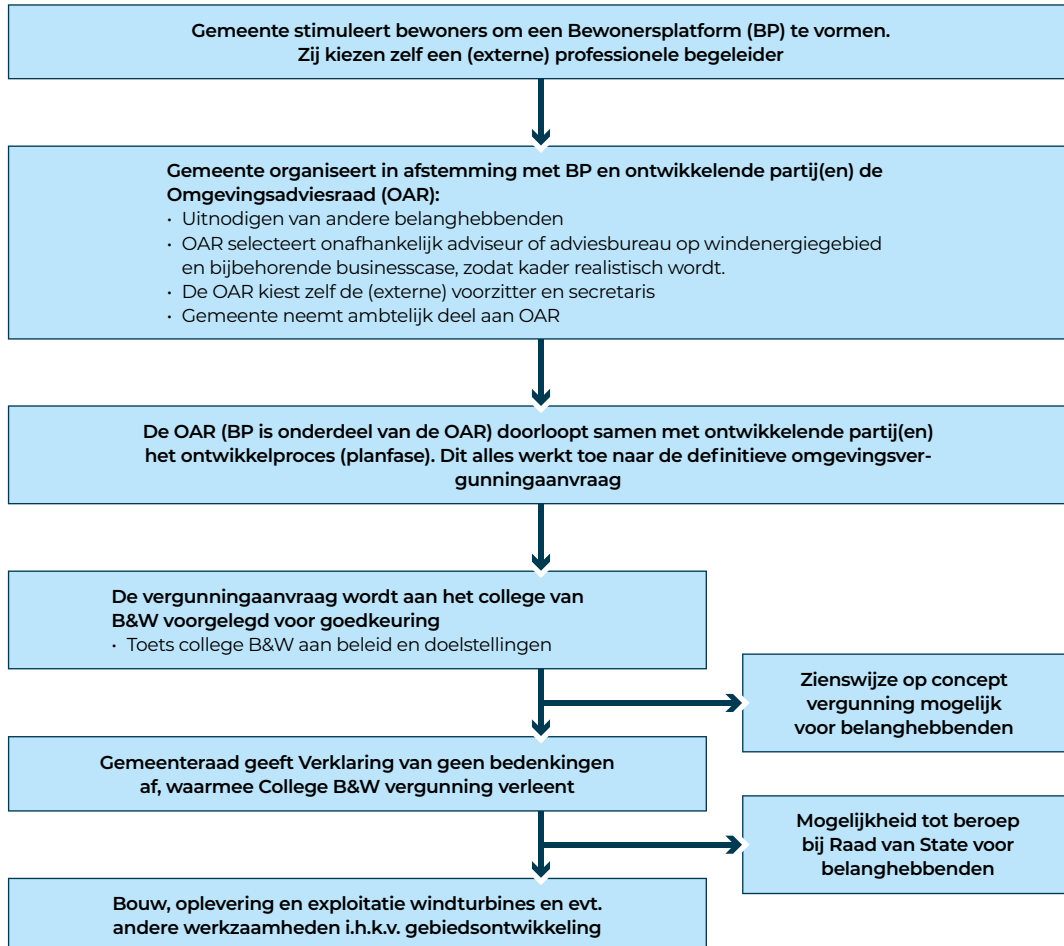 Gemeente stimuleert bewoners om een Bewonersplatform (BP) te vormen.
Zij kiezen zelf een (externe) professionele begeleider
Gemeente organiseert in afstemming met BP en ontwikkelende partij(en) de
Omgevingsadviesraad (OAR):
• Uitnodigen van andere belanghebbenden
• OAR selecteert onafhankelijk adviseur of adviesbureau op windenergiegebied
en bijbehorende businesscase, zodat kader realistisch wordt.
• De OAR kiest zelf de (externe) voorzitter en secretaris
• Gemeente neemt ambtelijk deel aan OAR
De OAR (BP is onderdeel van de OAR) doorloopt samen met ontwikkelende partij(en)
het ontwikkelproces (planfase). Dit alles werkt toe naar de definitieve omgevingsver-
gunningaanvraag
De vergunningaanvraag wordt aan het college van
B&W voorgelegd voor goedkeuring
• Toets college B&W aan beleid en doelstellingen
Zienswijze op concept
vergunning mogelijk
voor belanghebbenden
Gemeenteraad geeft Verklaring van geen bedenkingen
af, waarmee College B&W vergunning verleent
Mogelijkheid tot beroep
bij Raad van State voor
belanghebbenden
Bouw, oplevering en exploitatie windturbines en evt.
andere werkzaamheden i.h.k.v. gebiedsontwikkeling